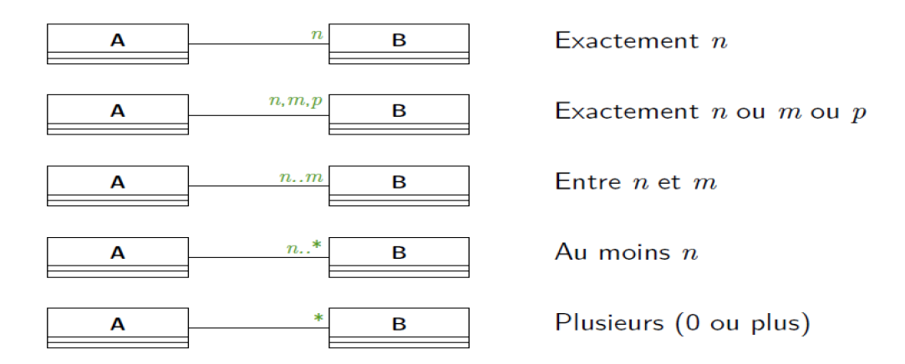 A n B Exactement n
A n,m,p B Exactement n ou m ou p
A n..m B Entre n et m
A n..* B Au moins n
A * B Plusieurs (0 ou plus)